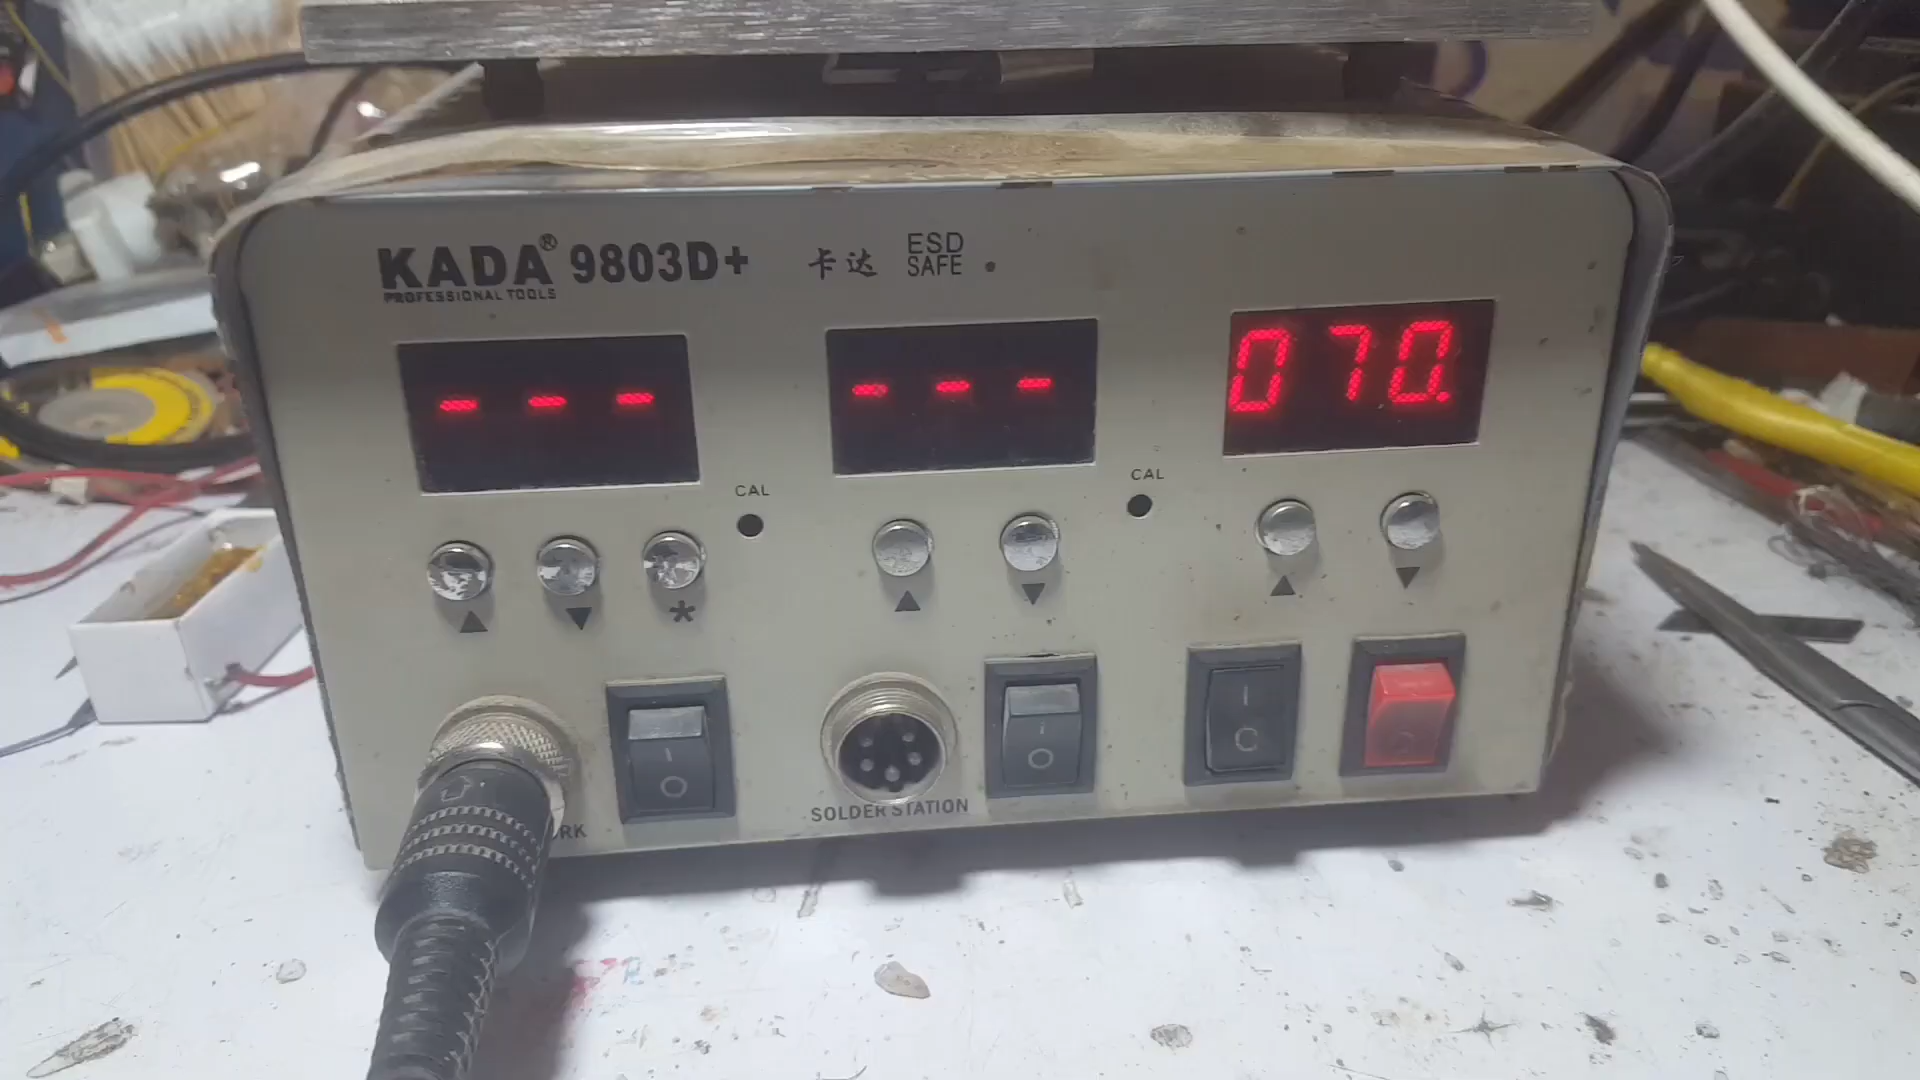 KADA® 9803D+ 卡达 ESD SAFE
PROFESSIONAL TOOLS
- - - - - - 070.
CAL CAL
▲ ▼ * ▲ ▼ ▲ ▼
I O I O I O
RK SOLDER STATION